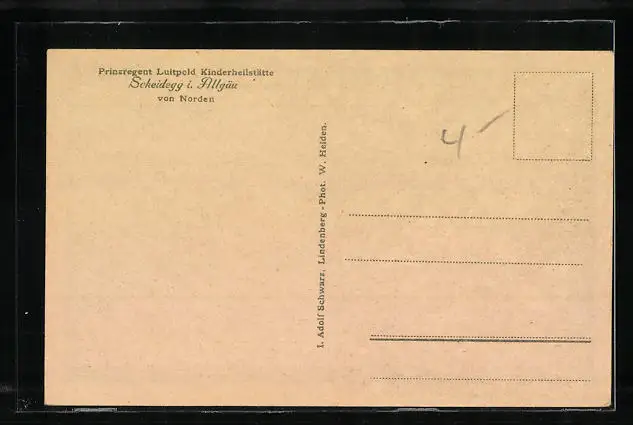 Prinzregent Luitpold Kinderheilstätte
Scheidegg i. Allgäu
von Norden
I. Adolf Schwarz, Lindenberg - Phot. W. Heiden.
4 -